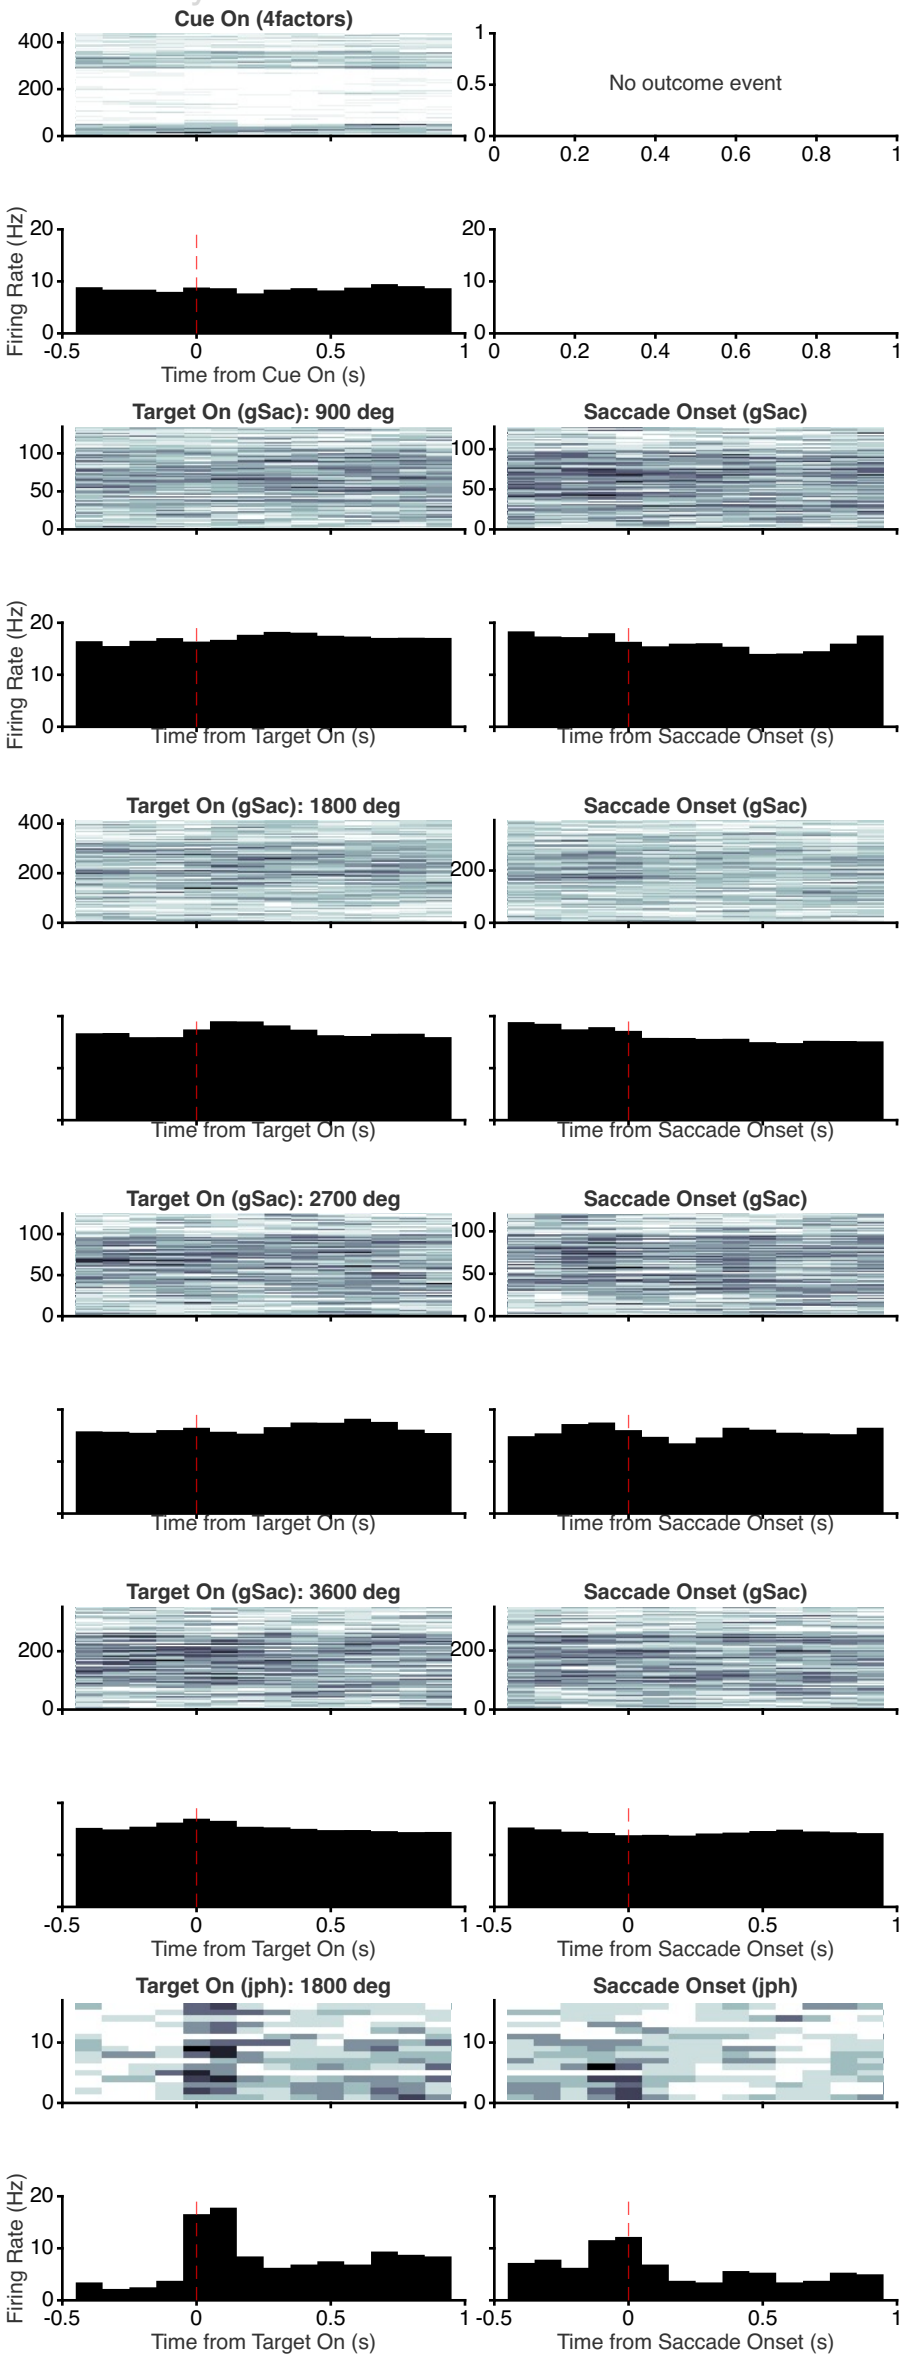 Cue On (4factors)
400
200
0
1
0.5
0
No outcome event
0 0.2 0.4 0.6 0.8 1
Firing Rate (Hz)
20
10
0
-0.5 0 0.5 1
Time from Cue On (s)
20
10
0
0 0.2 0.4 0.6 0.8 1
Target On (gSac): 900 deg
100
50
0
Saccade Onset (gSac)
100
50
0
Firing Rate (Hz)
20
10
0
Time from Target On (s)
Time from Saccade Onset (s)
Target On (gSac): 1800 deg
400
200
0
Saccade Onset (gSac)
200
0
Time from Target On (s)
Time from Saccade Onset (s)
Target On (gSac): 2700 deg
100
50
0
Saccade Onset (gSac)
100
50
0
Time from Target On (s)
Time from Saccade Onset (s)
Target On (gSac): 3600 deg
200
0
Saccade Onset (gSac)
200
0
-0.5 0 0.5 1
Time from Target On (s)
-0.5 0 0.5 1
Time from Saccade Onset (s)
Target On (jph): 1800 deg
10
0
Saccade Onset (jph)
10
0
Firing Rate (Hz)
20
10
0
-0.5 0 0.5 1
Time from Target On (s)
-0.5 0 0.5 1
Time from Saccade Onset (s)